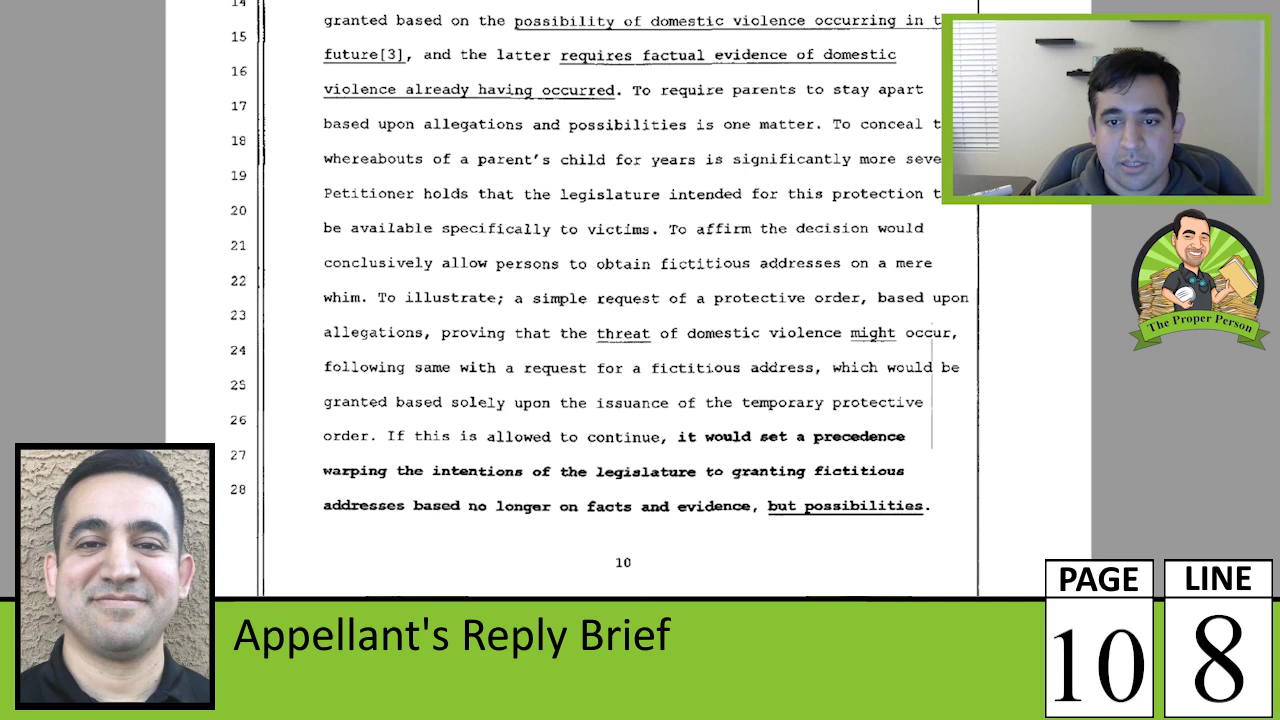 14
granted based on the possibility of domestic violence occurring in
15
future[3], and the latter requires factual evidence of domestic
16
violence already having occurred. To require parents to stay apart
17
based upon allegations and possibilities is one matter. To conceal
18
whereabouts of a parent's child for years is significantly more
19
Petitioner holds that the legislature intended for this protection
20
be available specifically to victims. To affirm the decision would
21
conclusively allow persons to obtain fictitious addresses on a mere
22
whim. To illustrate; a simple request of a protective order, based upon
23
allegations, proving that the threat of domestic violence might occur,
24
following same with a request for a fictitious address, which would be
25
granted based solely upon the issuance of the temporary protective
26
order. If this is allowed to continue, it would set a precedence
27
warping the intentions of the legislature to granting fictitious
28
addresses based no longer on facts and evidence, but possibilities.
10
The Proper Person
Appellant's Reply Brief
PAGE
10
LINE
8